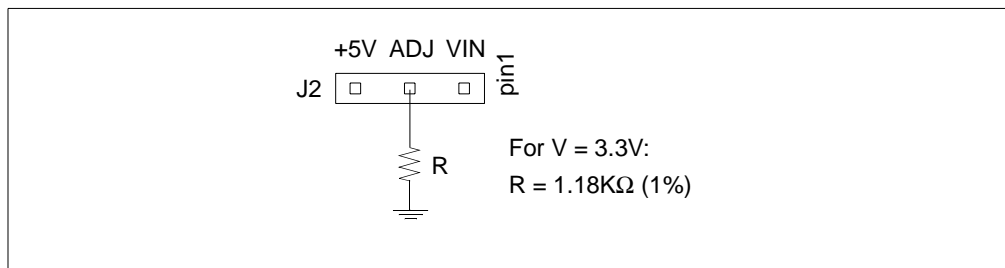 +5V ADJ VIN
pin1
J2
R
For V = 3.3V:
R = 1.18KΩ (1%)